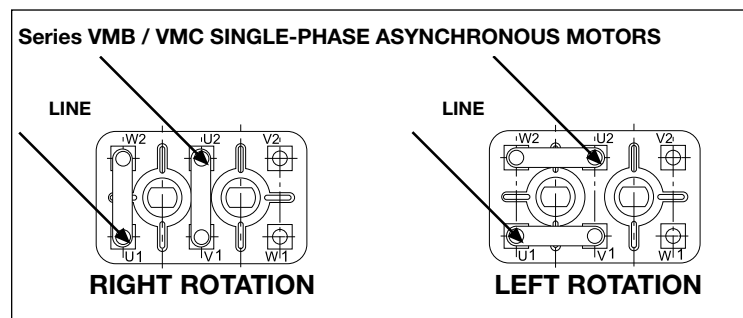 Series VMB / VMC SINGLE-PHASE ASYNCHRONOUS MOTORS
LINE LINE
W2 U2 V2 W2 U2 V2
U1 V1 W1 U1 V1 W1
RIGHT ROTATION LEFT ROTATION